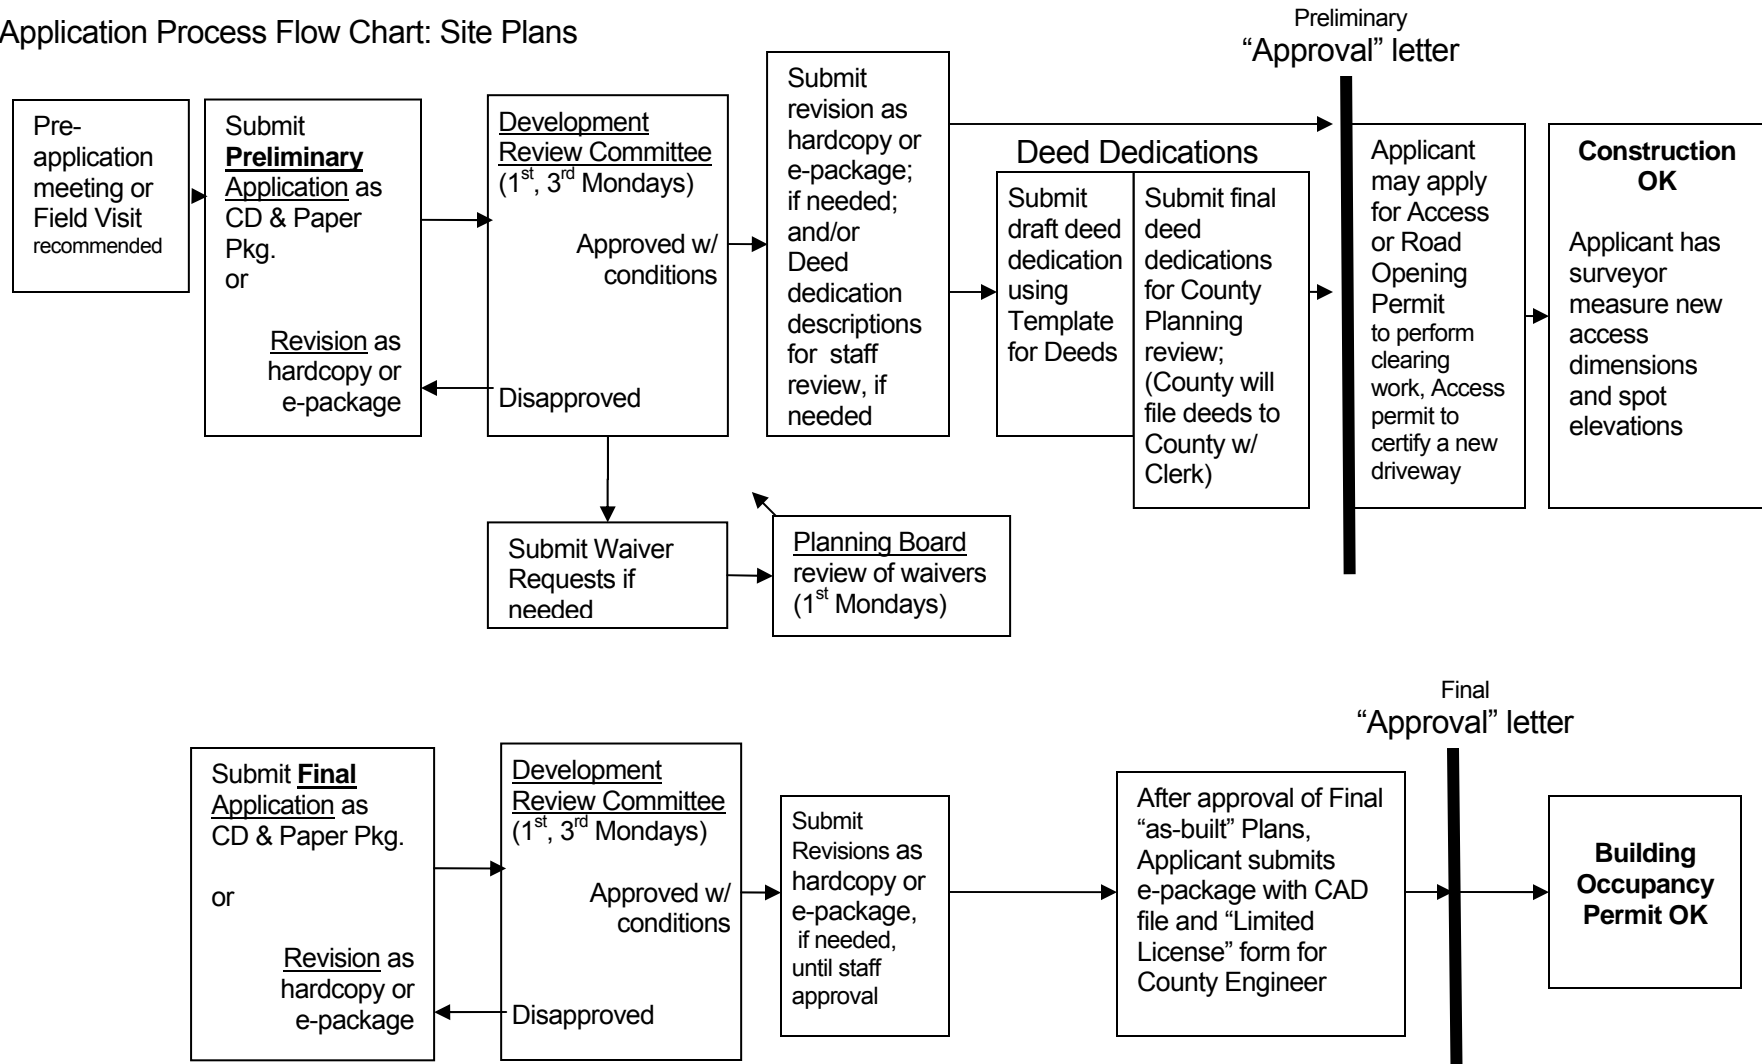 Application Process Flow Chart: Site Plans
Preliminary
“Approval” letter
Pre-
application
meeting or
Field Visit
recommended
Submit
Preliminary
Application as
CD & Paper
Pkg.
or
Revision as
hardcopy or
e-package
Development
Review Committee
(1st, 3rd Mondays)
Approved w/
conditions
Disapproved
Submit
revision as
hardcopy or
e-package;
if needed;
and/or
Deed
dedication
descriptions
for staff
review, if
needed
Deed Dedications
Submit
draft deed
dedication
using
Template
for Deeds
Submit final
deed
dedications
for County
Planning
review;
(County will
file deeds to
County w/
Clerk)
Applicant
may apply
for Access
or Road
Opening
Permit
to perform
clearing
work, Access
permit to
certify a new
driveway
Construction
OK
Applicant has
surveyor
measure new
access
dimensions
and spot
elevations
Submit Waiver
Requests if
needed
Planning Board
review of waivers
(1st Mondays)
Final
“Approval” letter
Submit Final
Application as
CD & Paper Pkg.
or
Revision as
hardcopy or
e-package
Development
Review Committee
(1st, 3rd Mondays)
Approved w/
conditions
Disapproved
Submit
Revisions as
hardcopy or
e-package,
if needed,
until staff
approval
After approval of Final
“as-built” Plans,
Applicant submits
e-package with CAD
file and “Limited
License” form for
County Engineer
Building
Occupancy
Permit OK